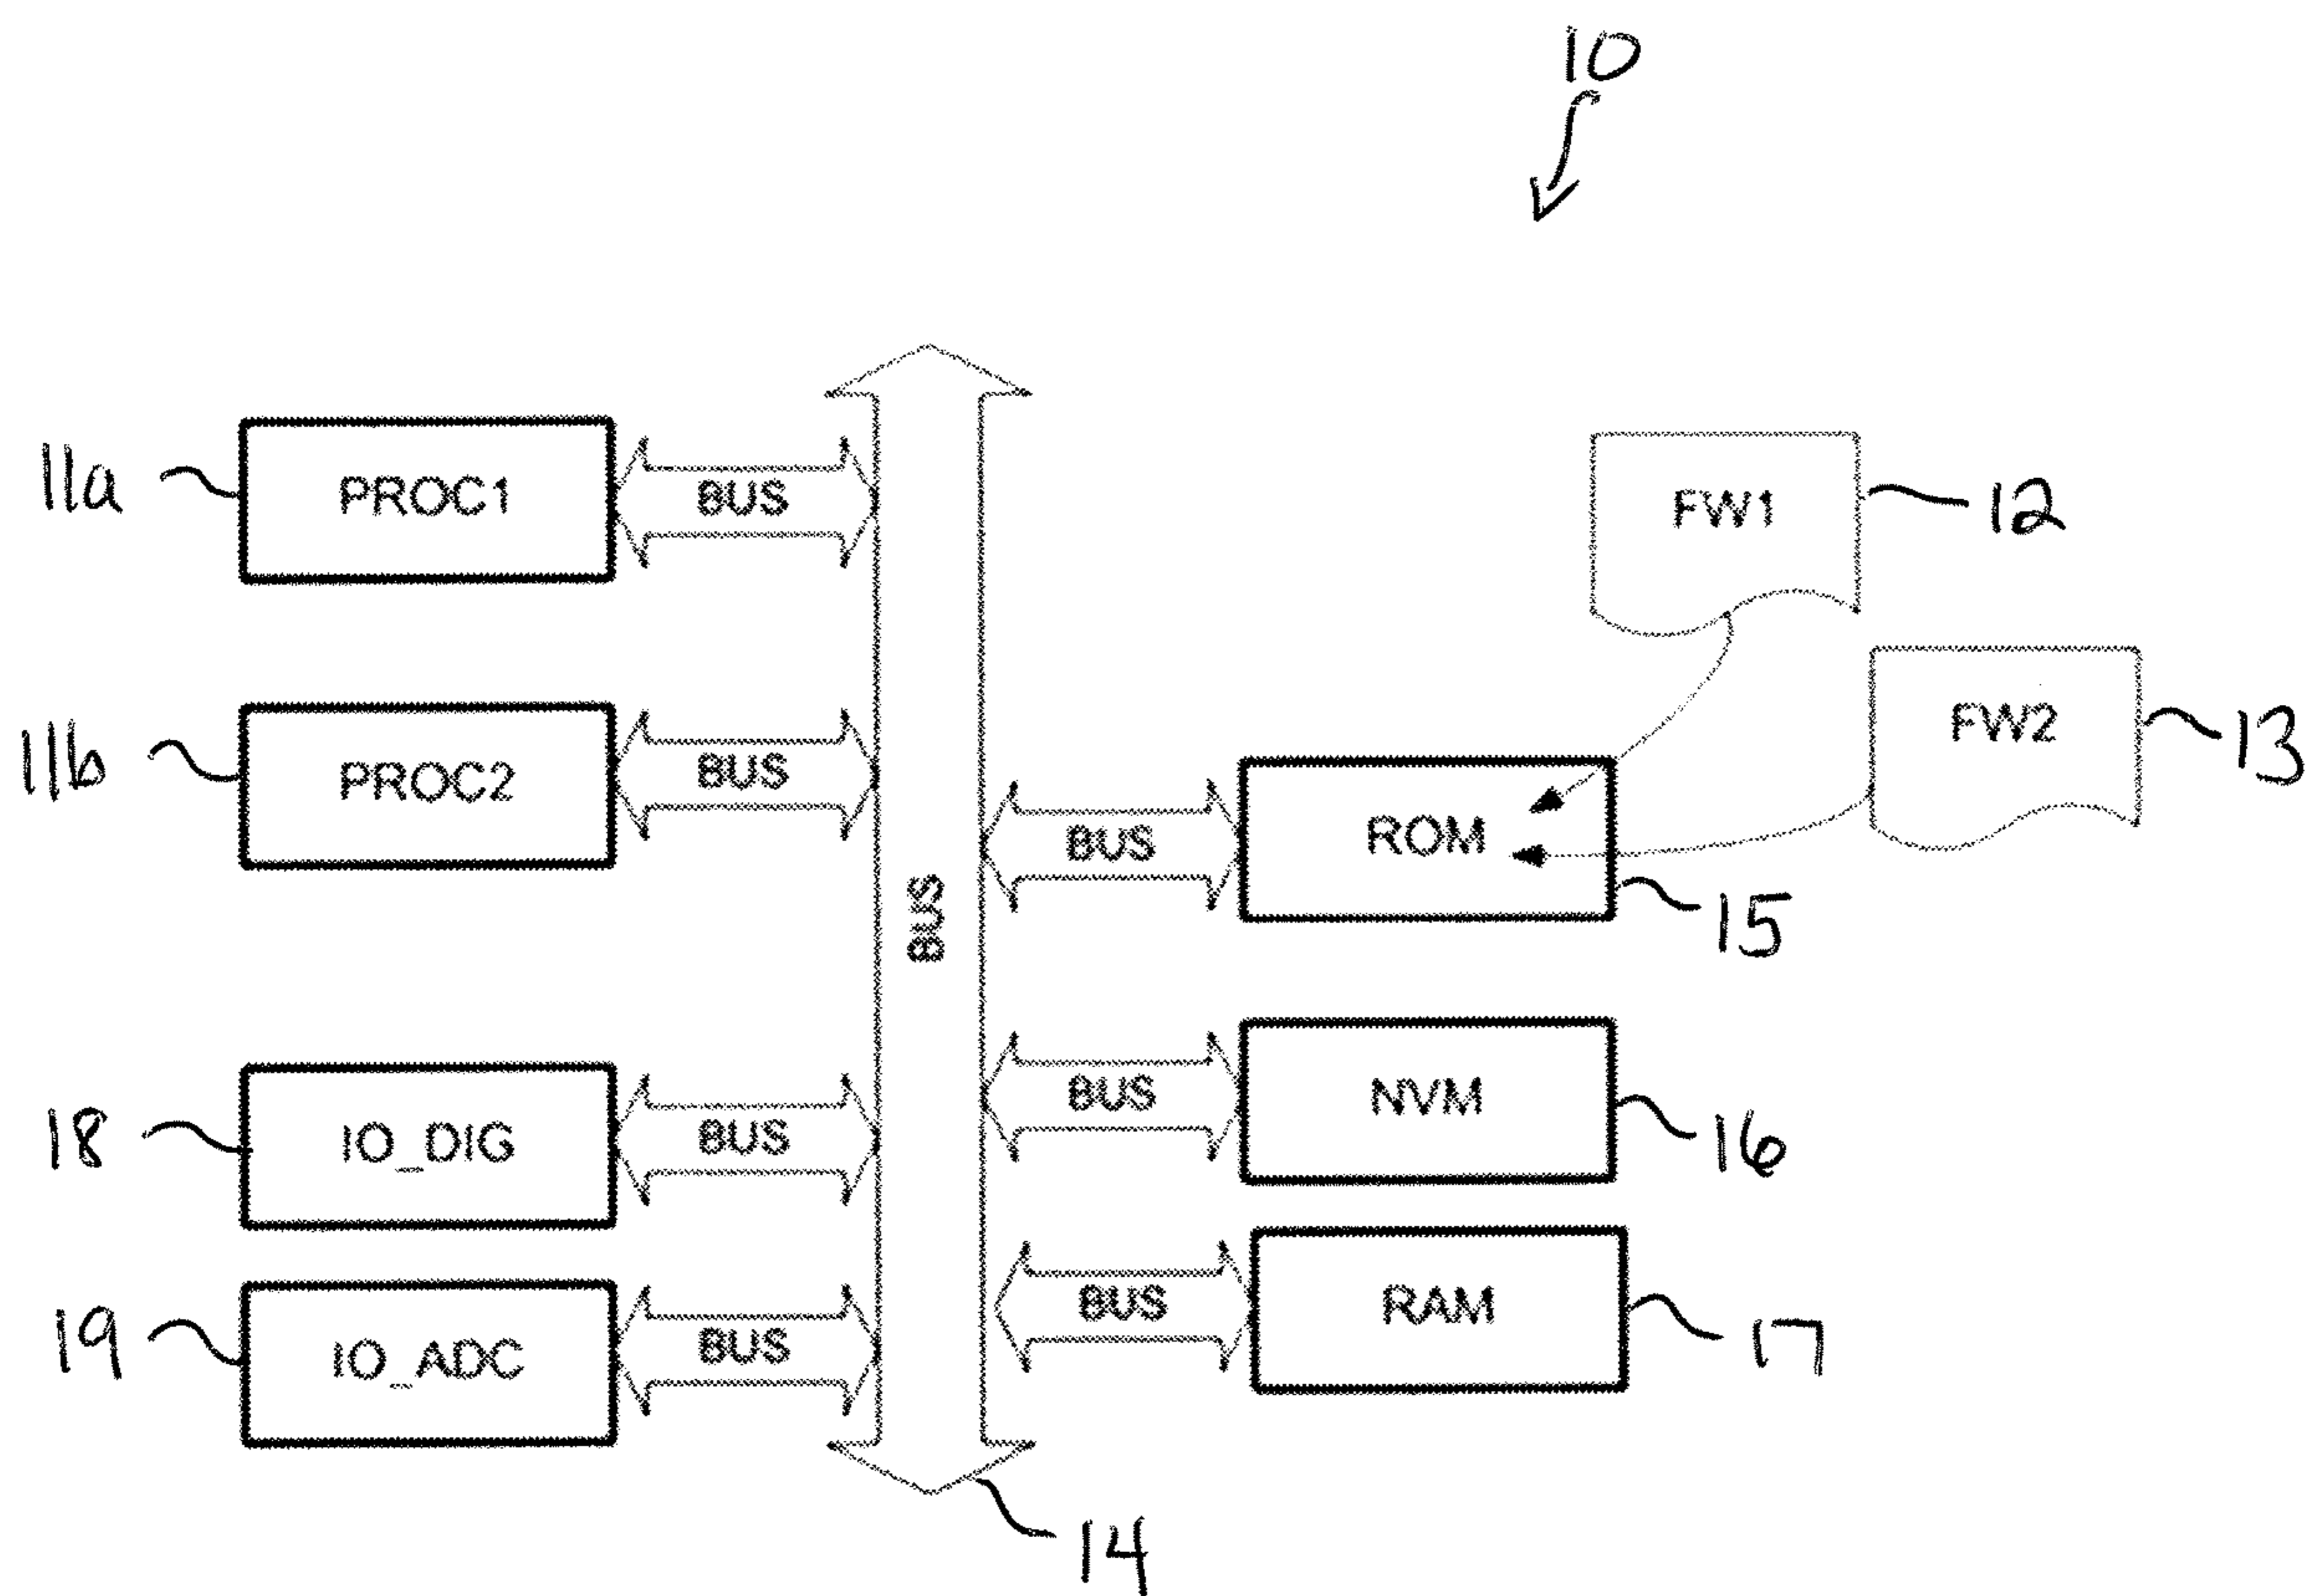 10
11a PROC1 BUS
FW1 12
11b PROC2 BUS
FW2 13
BUS
BUS ROM
15
18 IO_DIG BUS
BUS NVM
16
19 IO_ADC BUS
BUS RAM
17
14